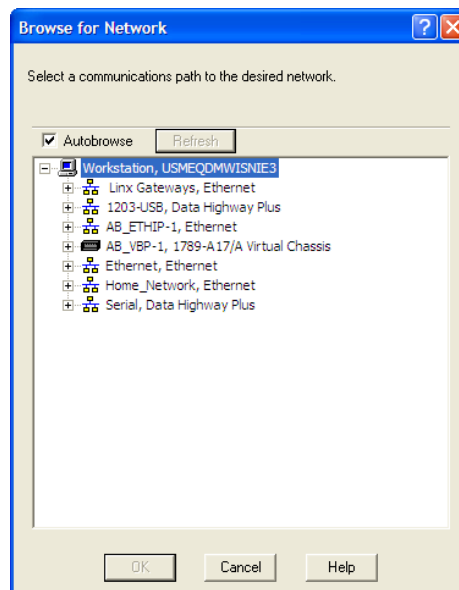 Browse for Network
Select a communications path to the desired network.
Autobrowse Refresh
Workstation, USMEQDMWISNIE3
Linx Gateways, Ethernet
1203-USB, Data Highway Plus
AB_ETHIP-1, Ethernet
AB_VBP-1, 1789-A17/A Virtual Chassis
Ethernet, Ethernet
Home_Network, Ethernet
Serial, Data Highway Plus
OK Cancel Help